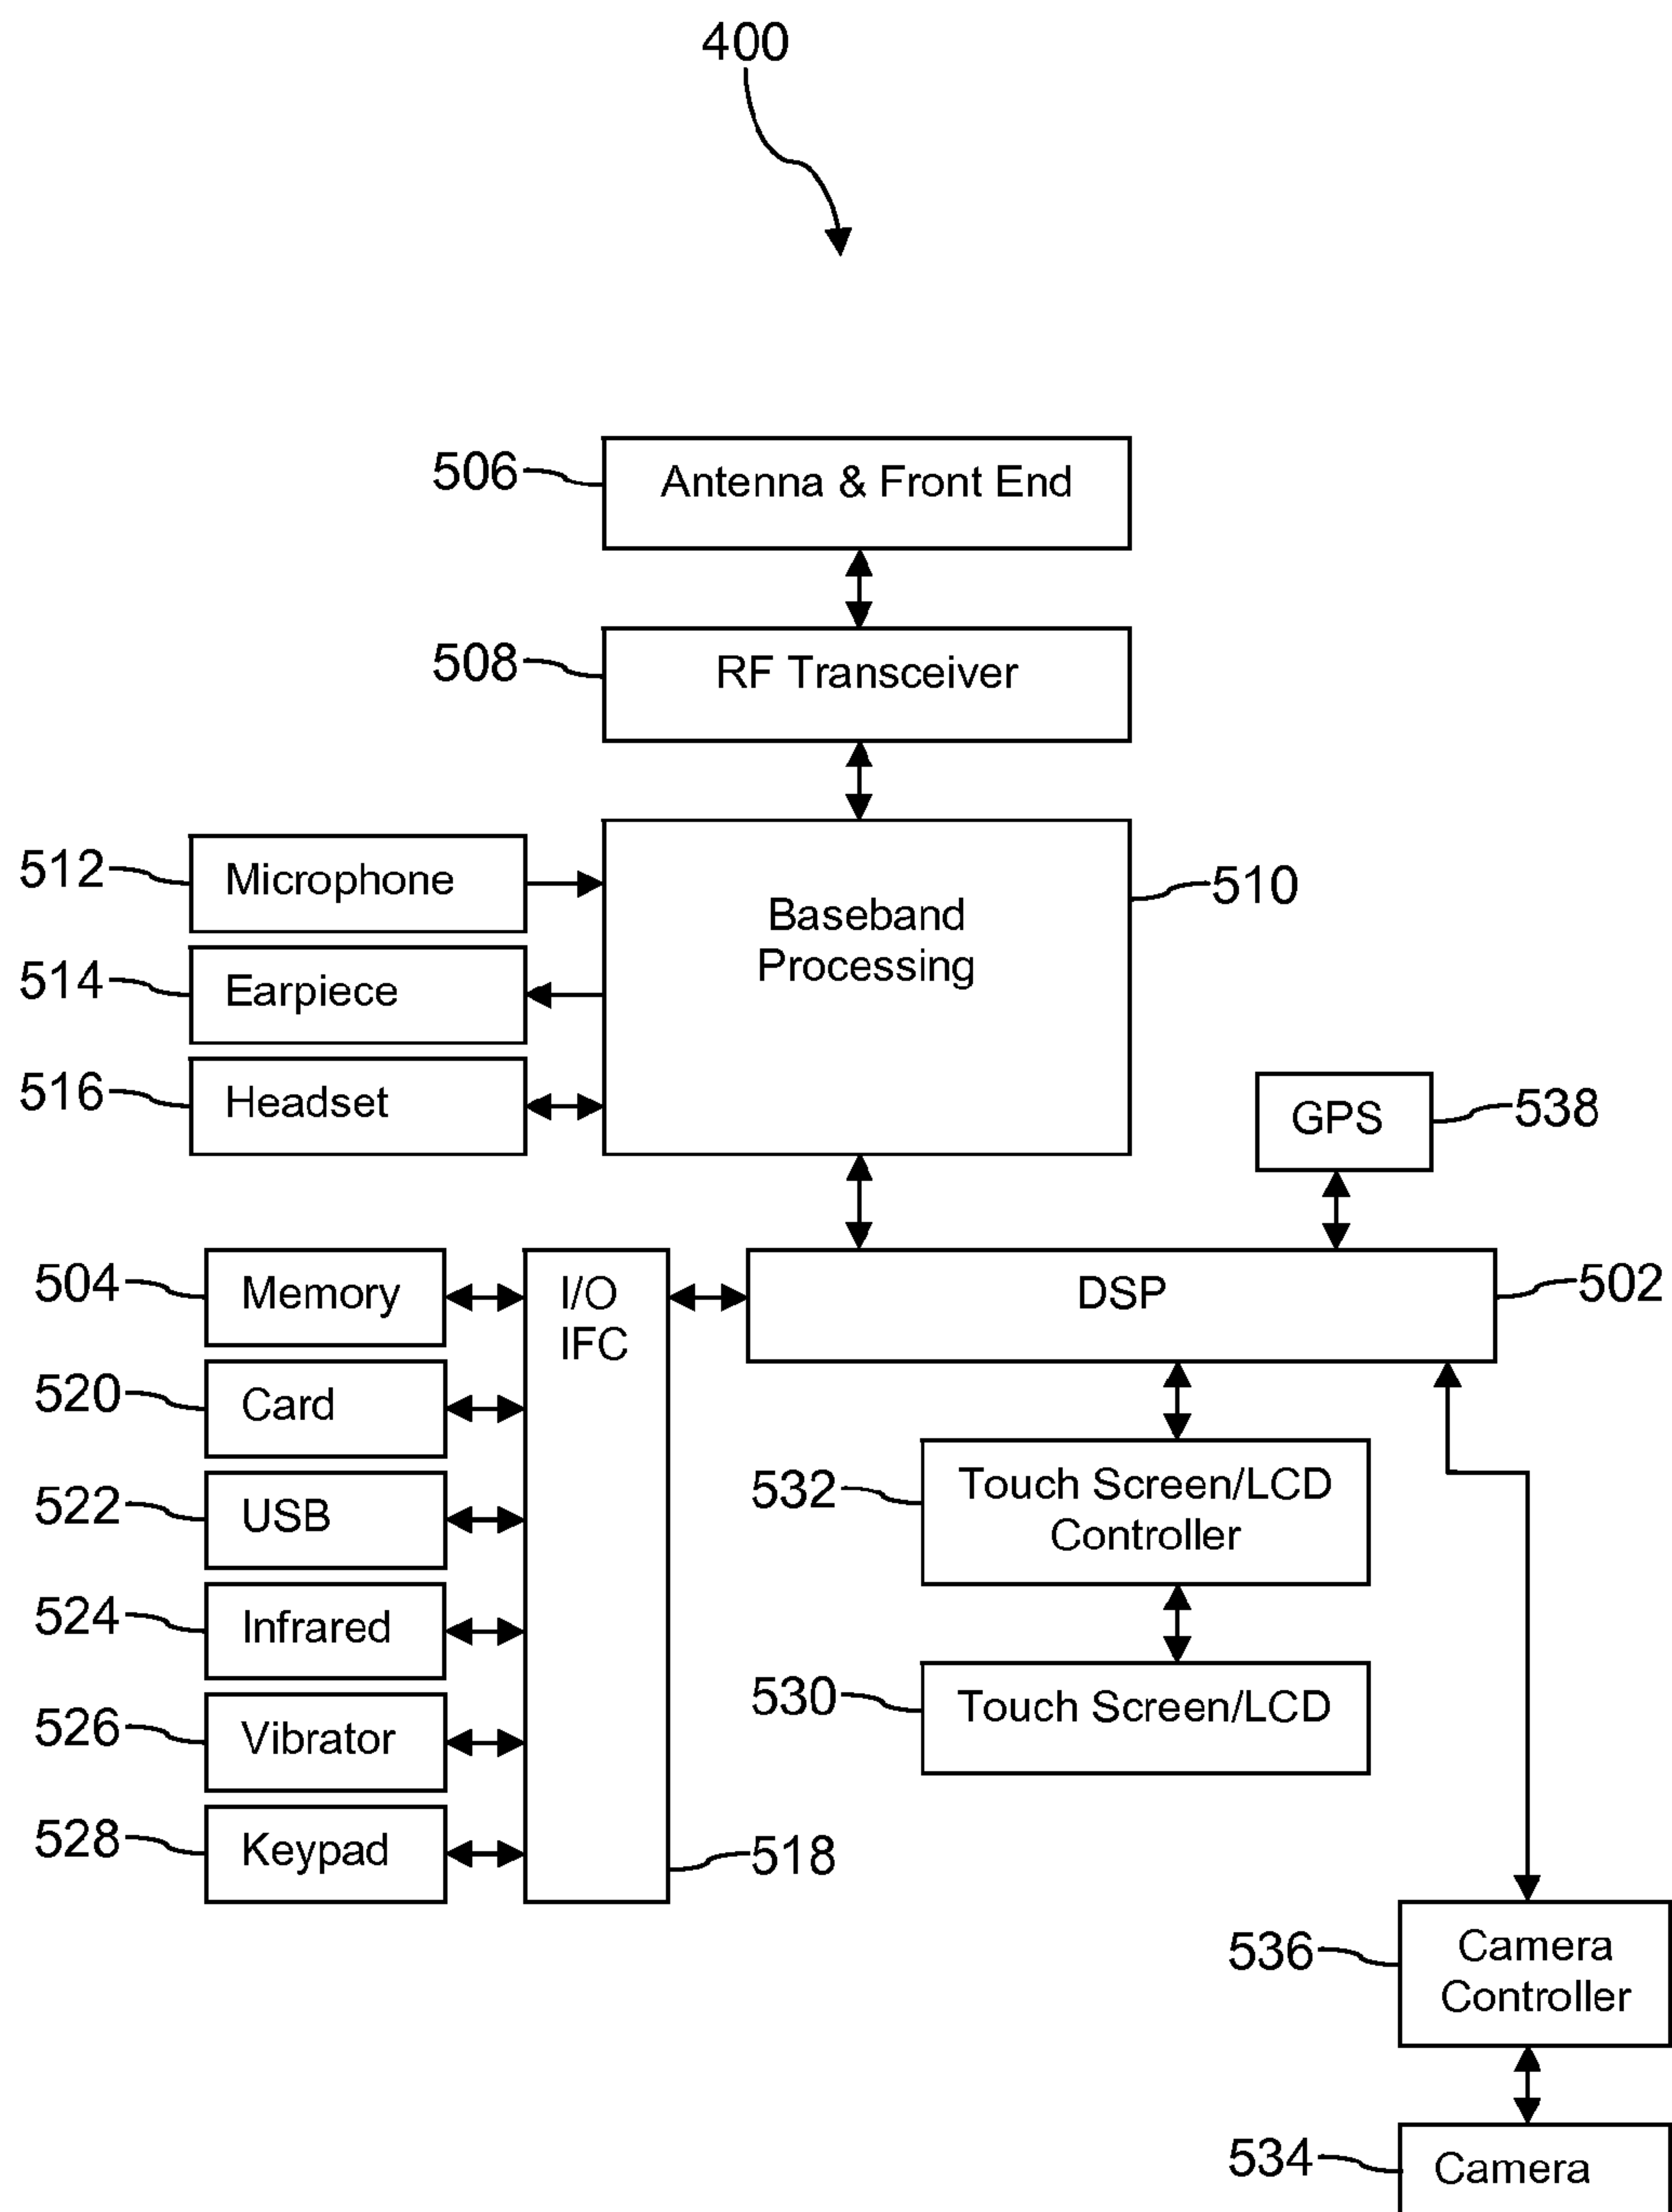 400
506
Antenna & Front End
508
RF Transceiver
512
Microphone
Baseband
Processing
510
514
Earpiece
516
Headset
GPS
538
504
Memory
I/O
IFC
DSP
502
520
Card
522
USB
532
Touch Screen/LCD
Controller
524
Infrared
530
Touch Screen/LCD
526
Vibrator
528
Keypad
518
536
Camera
Controller
534
Camera